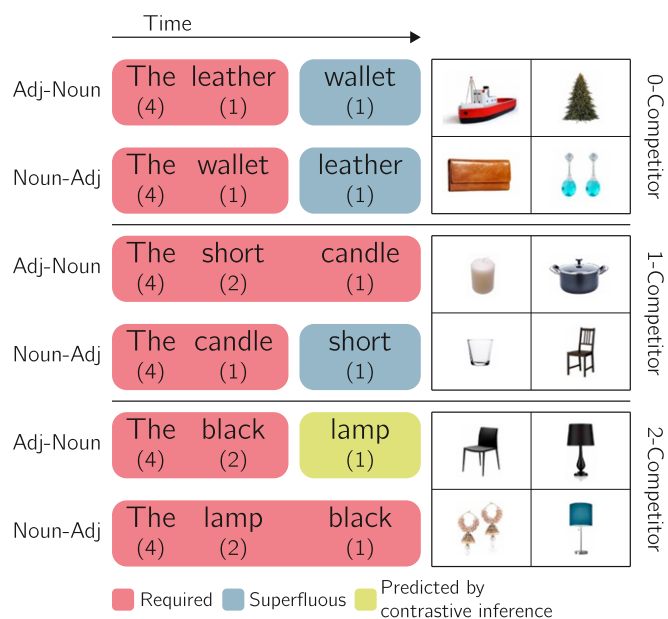 Time
Adj-Noun The leather wallet
(4) (1) (1)
Noun-Adj The wallet leather
(4) (1) (1)
0-Competitor
Adj-Noun The short candle
(4) (2) (1)
Noun-Adj The candle short
(4) (1) (1)
1-Competitor
Adj-Noun The black lamp
(4) (2) (1)
Noun-Adj The lamp black
(4) (2) (1)
2-Competitor
Required Superfluous Predicted by
contrastive inference